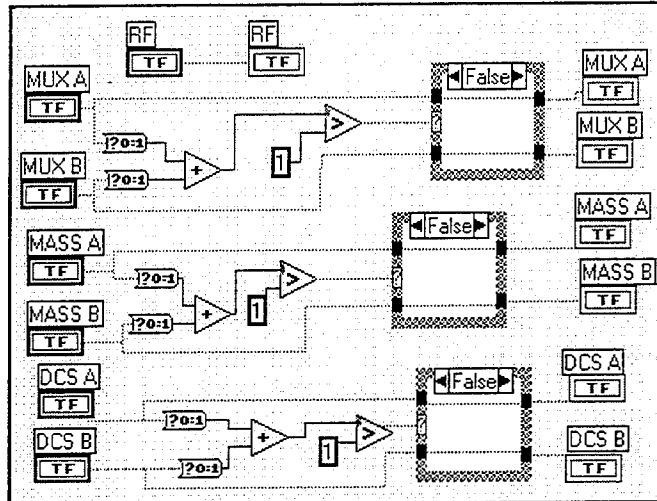 RF RF
TF TF
MUX A False MUX A
TF TF
?0:1 >
MUX B ?0:1 + 1 ? MUX B
TF TF
MASS A False MASS A
TF TF
?0:1 >
MASS B ?0:1 + 1 ? MASS B
TF TF
DCS A False DCS A
TF TF
?0:1 >
DCS B ?0:1 + 1 ? DCS B
TF TF